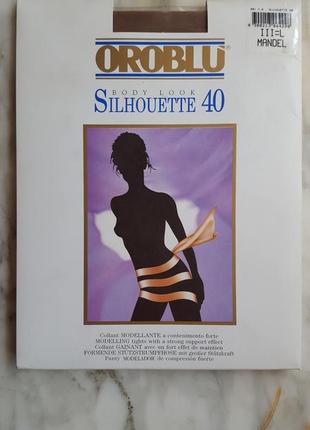 III=L
MANDEL
OROBLU®
BODY LOOK
SILHOUETTE 40
Collant MODELLANTE a contenimento forte
MODELLING tights with a strong support effect
Collant GAINANT avec un fort effet de maintien
FORMENDE STÜTZSTRUMPFHOSE mit großer Stützkraft
Panty MODELADOR de compresión fuerte